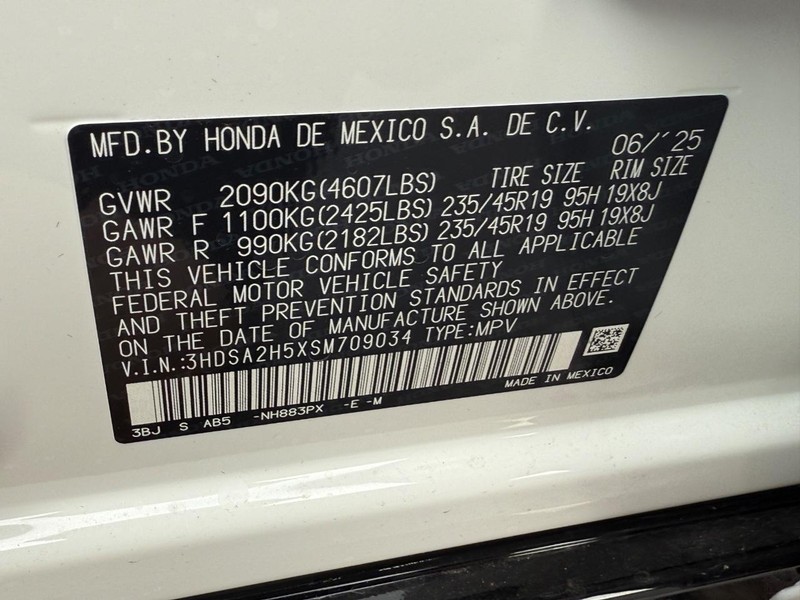 MFD.BY HONDA DE MEXICO S.A. DE C.V.
06/'25
TIRE SIZE RIM SIZE
GVWR 2090KG(4607LBS)
GAWR F 1100KG(2425LBS) 235/45R19 95H 19X8J
GAWR R 990KG(2182LBS) 235/45R19 95H 19X8J
THIS VEHICLE CONFORMS TO ALL APPLICABLE
FEDERAL MOTOR VEHICLE SAFETY
AND THEFT PREVENTION STANDARDS IN EFFECT
ON THE DATE OF MANUFACTURE SHOWN ABOVE.
V.I.N.:3HDSA2H5XSM709034 TYPE:MPV
MADE IN MEXICO
3BJ S AB5 -NH883PX -E -M